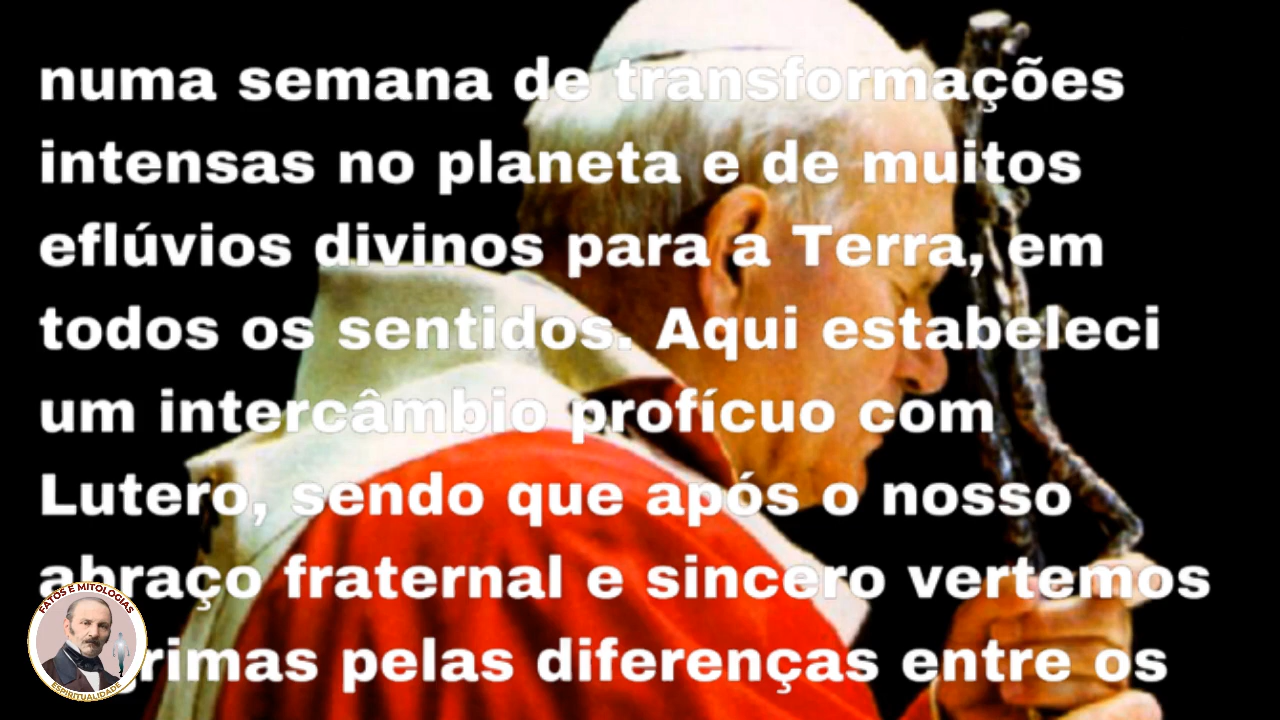 numa semana de transformações
intensas no planeta e de muitos
eflúvios divinos para a Terra, em
todos os sentidos. Aqui estabeleci
um intercâmbio profícuo com
Lutero, sendo que após o nosso
abraço fraternal e sincero vertemos
rimas pelas diferenças entre os
FATOS E MITOLOGIAS
ESPIRITUALIDADE